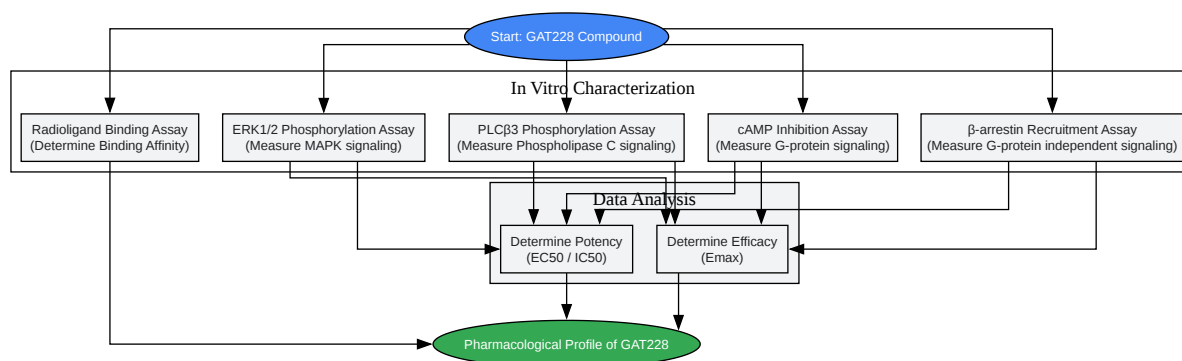 Start: GAT228 Compound
In Vitro Characterization
Radioligand Binding Assay
(Determine Binding Affinity)
ERK1/2 Phosphorylation Assay
(Measure MAPK signaling)
PLCβ3 Phosphorylation Assay
(Measure Phospholipase C signaling)
cAMP Inhibition Assay
(Measure G-protein signaling)
β-arrestin Recruitment Assay
(Measure G-protein independent signaling)
Data Analysis
Determine Potency
(EC50 / IC50)
Determine Efficacy
(Emax)
Pharmacological Profile of GAT228